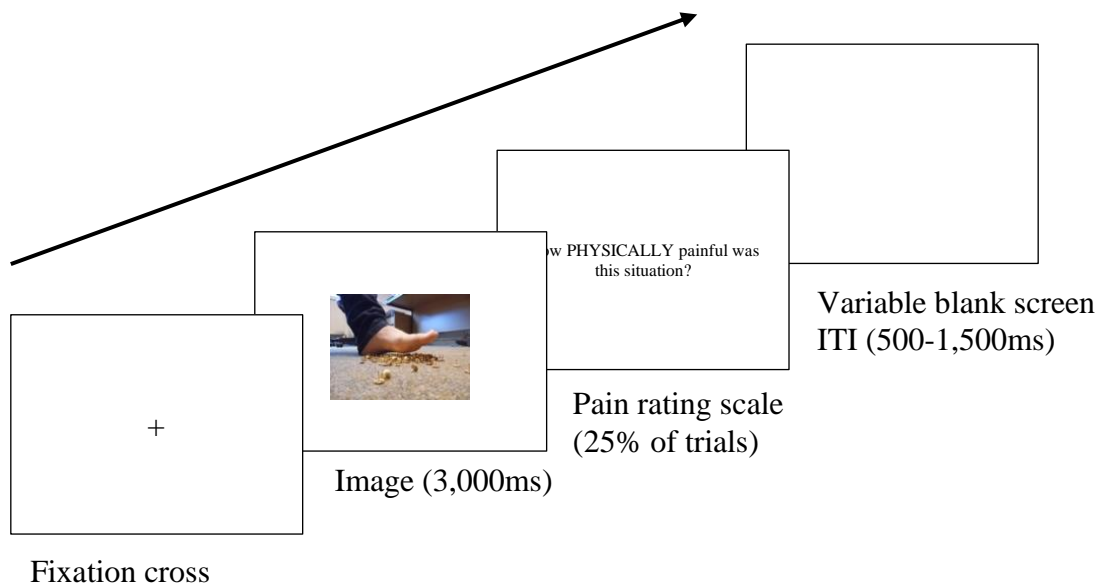 +
Fixation cross
Image (3,000ms)
ow PHYSICALLY painful was
this situation?
Pain rating scale
(25% of trials)
Variable blank screen
ITI (500-1,500ms)